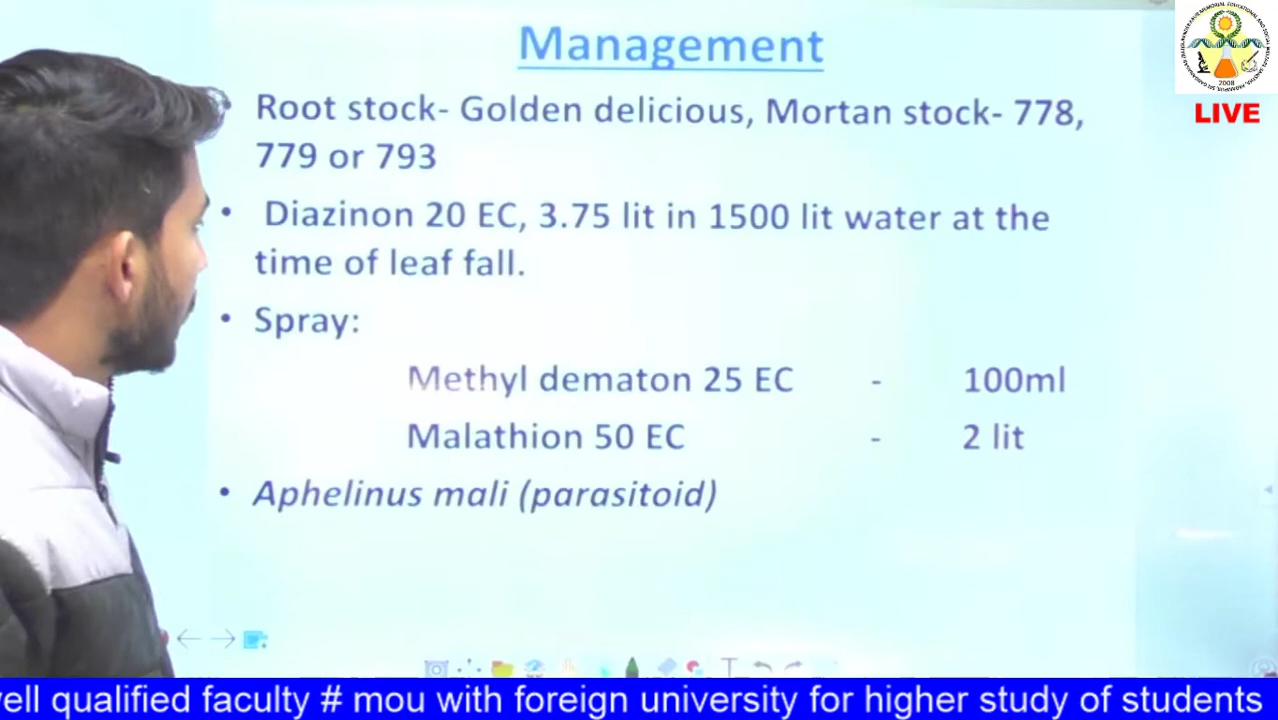 Management
• Root stock- Golden delicious, Mortan stock- 778,
779 or 793
• Diazinon 20 EC, 3.75 lit in 1500 lit water at the
time of leaf fall.
• Spray:
Methyl dematon 25 EC - 100ml
Malathion 50 EC - 2 lit
• Aphelinus mali (parasitoid)
2008
LIVE
ell qualified faculty # mou with foreign university for higher study of students